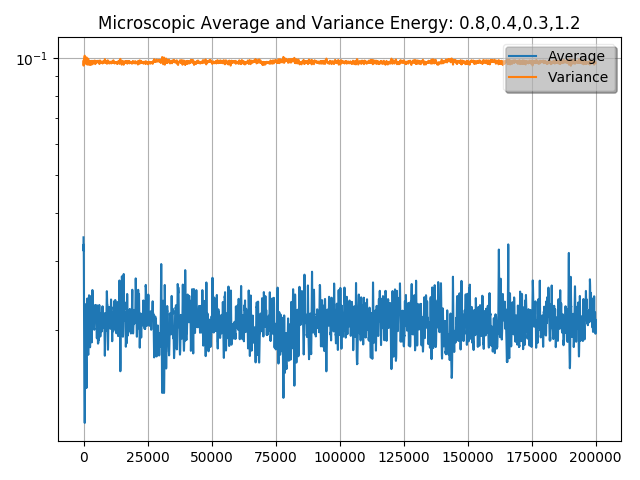 Microscopic Average and Variance Energy: 0.8,0.4,0.3,1.2
10⁻¹
Average
Variance
0 25000 50000 75000 100000 125000 150000 175000 200000